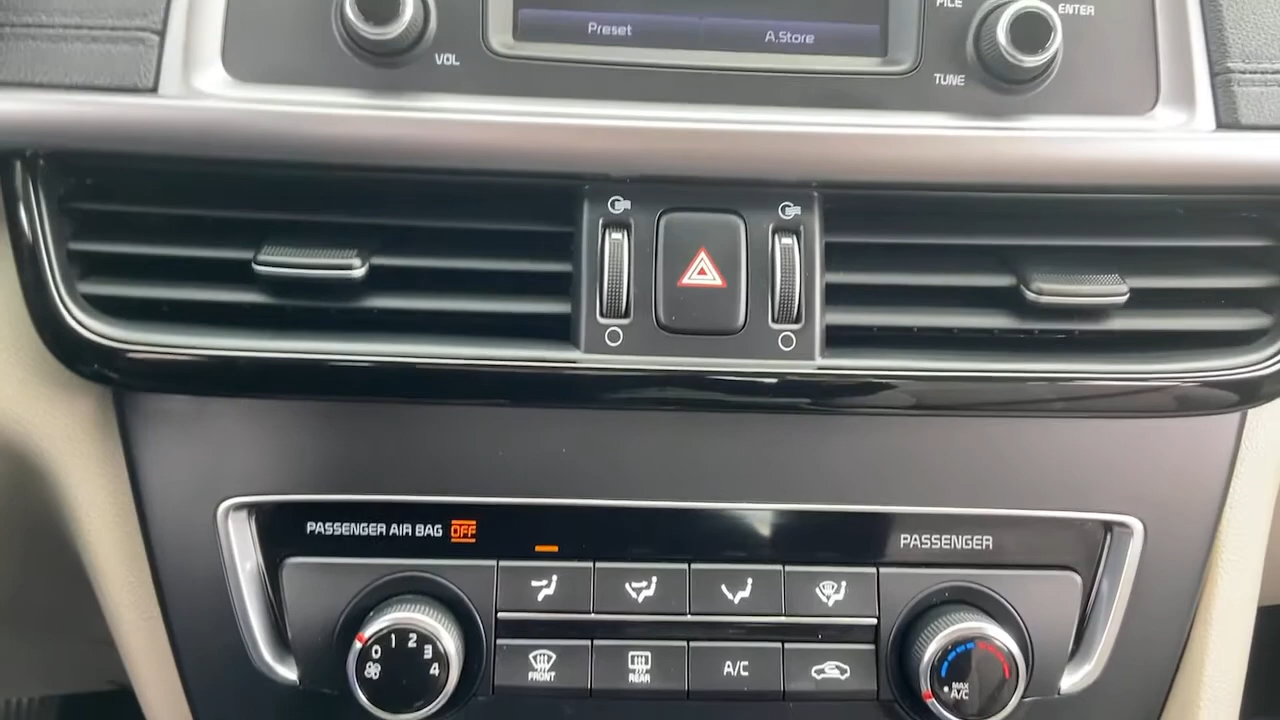 FILE
ENTER
Preset
A.Store
VOL
TUNE
PASSENGER AIR BAG OFF
PASSENGER
0 1 2 3 4
FRONT
REAR
A/C
MAX
A/C